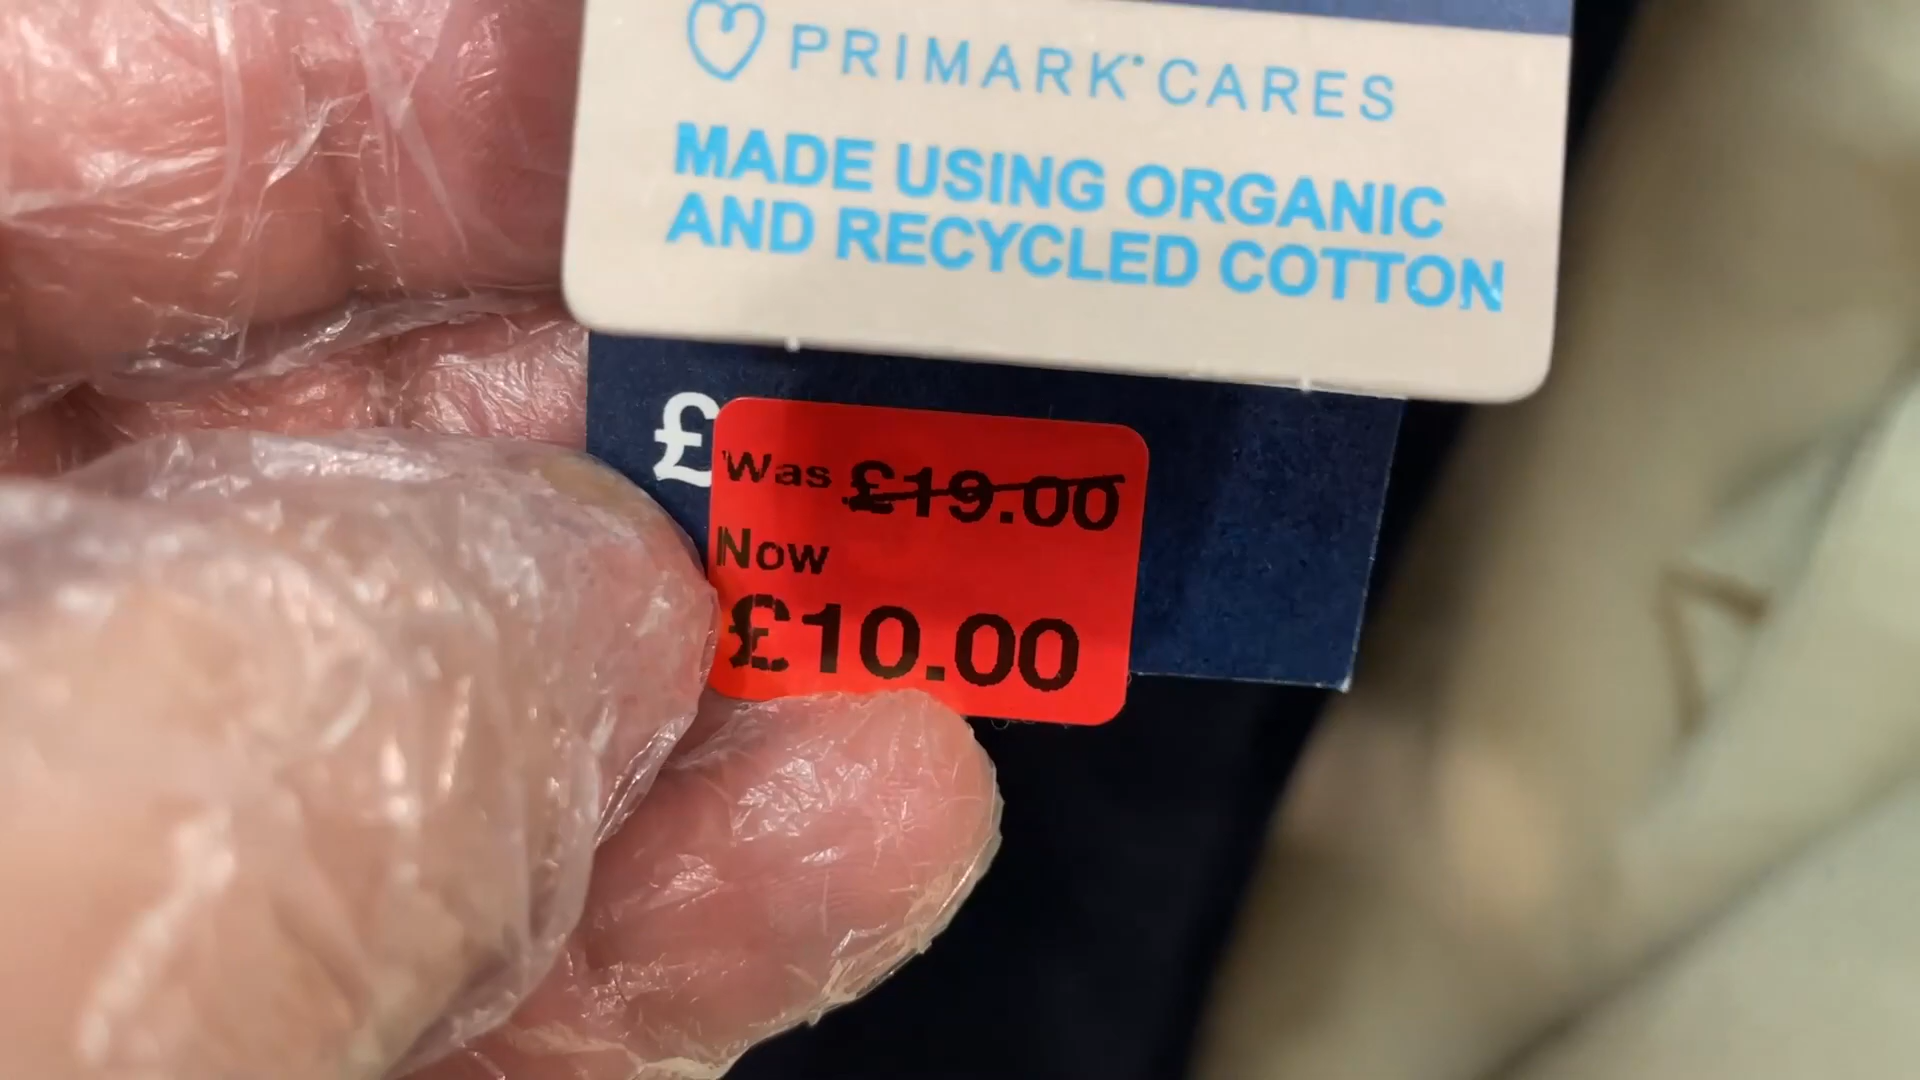 PRIMARK® CARES
MADE USING ORGANIC
AND RECYCLED COTTON
£
Was £19.00
Now
£10.00